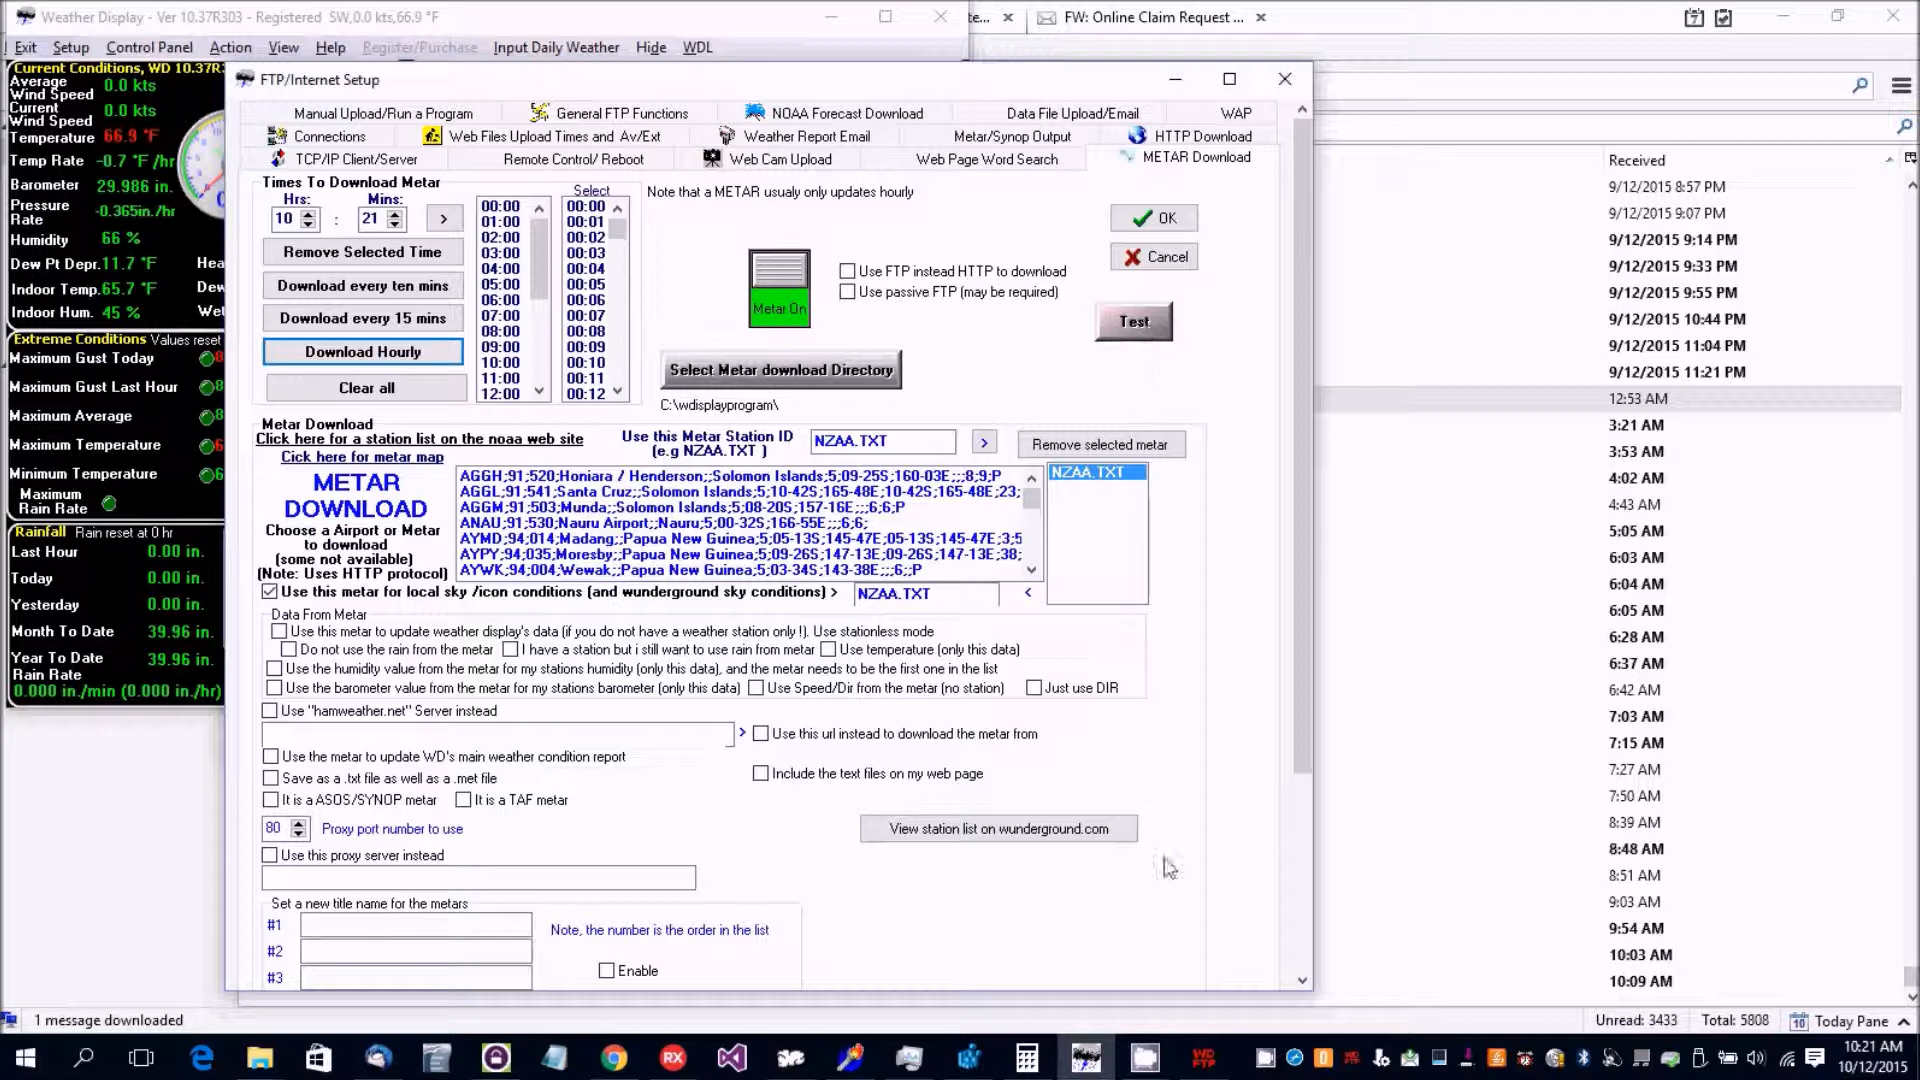 Weather Display - Ver 10.37R303 - Registered SW,0.0 kts,66.9 °F
te...
FW: Online Claim Request ...
Exit Setup Control Panel Action View Help Register/Purchase Input Daily Weather Hide WDL
Current Conditions, WD 10.37R3
Average Wind Speed 0.0 kts
Current Wind Speed 0.0 kts
Temperature 66.9 °F
Temp Rate -0.7 °F /hr
Barometer 29.986 in.
Pressure Rate -0.365in./hr
Humidity 66 %
Dew Pt Depr. 11.7 °F Hea
Indoor Temp. 65.7 °F Dew
Indoor Hum. 45 % Wet
Extreme Conditions Values reset
Maximum Gust Today
Maximum Gust Last Hour
Maximum Average
Maximum Temperature
Minimum Temperature
Maximum Rain Rate
Rainfall Rain reset at 0 hr
Last Hour 0.00 in.
Today 0.00 in.
Yesterday 0.00 in.
Month To Date 39.96 in.
Year To Date 39.96 in.
Rain Rate
0.000 in./min (0.000 in./hr)
FTP/Internet Setup
Manual Upload/Run a Program General FTP Functions NOAA Forecast Download Data File Upload/Email WAP
Connections Web Files Upload Times and Av/Ext Weather Report Email Metar/Synop Output HTTP Download
TCP/IP Client/Server Remote Control/ Reboot Web Cam Upload Web Page Word Search METAR Download
Times To Download Metar
Hrs: Mins:
10 : 21 >
Remove Selected Time
Download every ten mins
Download every 15 mins
Download Hourly
Clear all
00:00
01:00
02:00
03:00
04:00
05:00
06:00
07:00
08:00
09:00
10:00
11:00
12:00
Select
00:00
00:01
00:02
00:03
00:04
00:05
00:06
00:07
00:08
00:09
00:10
00:11
00:12
Note that a METAR usualy only updates hourly
Metar On
Use FTP instead HTTP to download
Use passive FTP (may be required)
OK
Cancel
Test
Select Metar download Directory
C:\wdisplayprogram\
Metar Download
Click here for a station list on the noaa web site
Click here for metar map
Use this Metar Station ID
(e.g NZAA.TXT )
NZAA.TXT
>
Remove selected metar
METAR
DOWNLOAD
Choose a Airport or Metar
to download
(some not available)
(Note: Uses HTTP protocol)
AGGH;91;520;Honiara / Henderson;;Solomon Islands;5;09-25S;160-03E;;;8;9;P
AGGL;91;541;Santa Cruz;;Solomon Islands;5;10-42S;165-48E;10-42S;165-48E;23;
AGGM;91;503;Munda;;Solomon Islands;5;08-20S;157-16E;;;6;6;P
ANAU;91;530;Nauru Airport;;Nauru;5;00-32S;166-55E;;;6;6;
AYMD;94;014;Madang;;Papua New Guinea;5;05-13S;145-47E;05-13S;145-47E;3;5
AYPY;94;035;Moresby;;Papua New Guinea;5;09-26S;147-13E;09-26S;147-13E;38;
AYWK;94;004;Wewak;;Papua New Guinea;5;03-34S;143-38E;;;6;;P
NZAA.TXT
Use this metar for local sky /icon conditions (and wunderground sky conditions) > NZAA.TXT <
Data From Metar
Use this metar to update weather display's data (if you do not have a weather station only !). Use stationless mode
Do not use the rain from the metar I have a station but i still want to use rain from metar Use temperature (only this data)
Use the humidity value from the metar for my stations humidity (only this data), and the metar needs to be the first one in the list
Use the barometer value from the metar for my stations barometer (only this data) Use Speed/Dir from the metar (no station) Just use DIR
Use "hamweather.net" Server instead
> Use this url instead to download the metar from
Use the metar to update WD's main weather condition report
Save as a .txt file as well as a .met file
Include the text files on my web page
It is a ASOS/SYNOP metar It is a TAF metar
80 Proxy port number to use
View station list on wunderground.com
Use this proxy server instead
Set a new title name for the metars
#1
#2
#3
Note, the number is the order in the list
Enable
Received
9/12/2015 8:57 PM
9/12/2015 9:07 PM
9/12/2015 9:14 PM
9/12/2015 9:33 PM
9/12/2015 9:55 PM
9/12/2015 10:44 PM
9/12/2015 11:04 PM
9/12/2015 11:21 PM
12:53 AM
3:21 AM
3:53 AM
4:02 AM
4:43 AM
5:05 AM
6:03 AM
6:04 AM
6:05 AM
6:28 AM
6:37 AM
6:42 AM
7:03 AM
7:15 AM
7:27 AM
7:50 AM
8:39 AM
8:48 AM
8:51 AM
9:03 AM
9:54 AM
10:03 AM
10:09 AM
1 message downloaded
Unread: 3433 Total: 5808 10 Today Pane
10:21 AM
10/12/2015